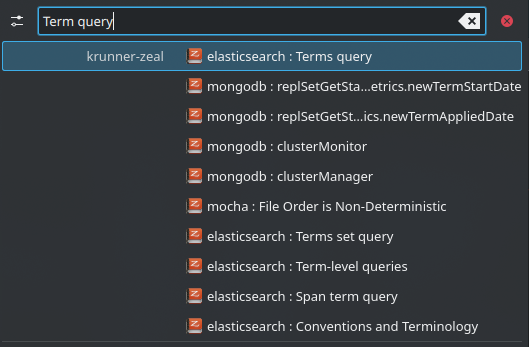 Term query
krunner-zeal elasticsearch : Terms query
mongodb : replSetGetSta...etrics.newTermStartDate
mongodb : replSetGetSt...ics.newTermAppliedDate
mongodb : clusterMonitor
mongodb : clusterManager
mocha : File Order is Non-Deterministic
elasticsearch : Terms set query
elasticsearch : Term-level queries
elasticsearch : Span term query
elasticsearch : Conventions and Terminology